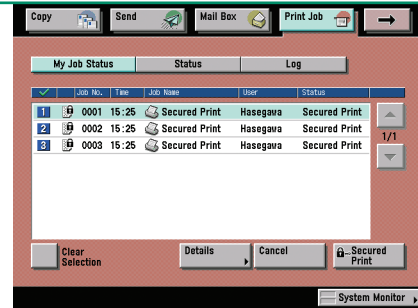 Copy Send Mail Box Print Job
My Job Status Status Log
Job No. Time Job Name User Status
1 0001 15:25 Secured Print Hasegawa Secured Print
2 0002 15:25 Secured Print Hasegawa Secured Print
3 0003 15:25 Secured Print Hasegawa Secured Print
1/1
Clear Selection Details Cancel Secured Print
System Monitor